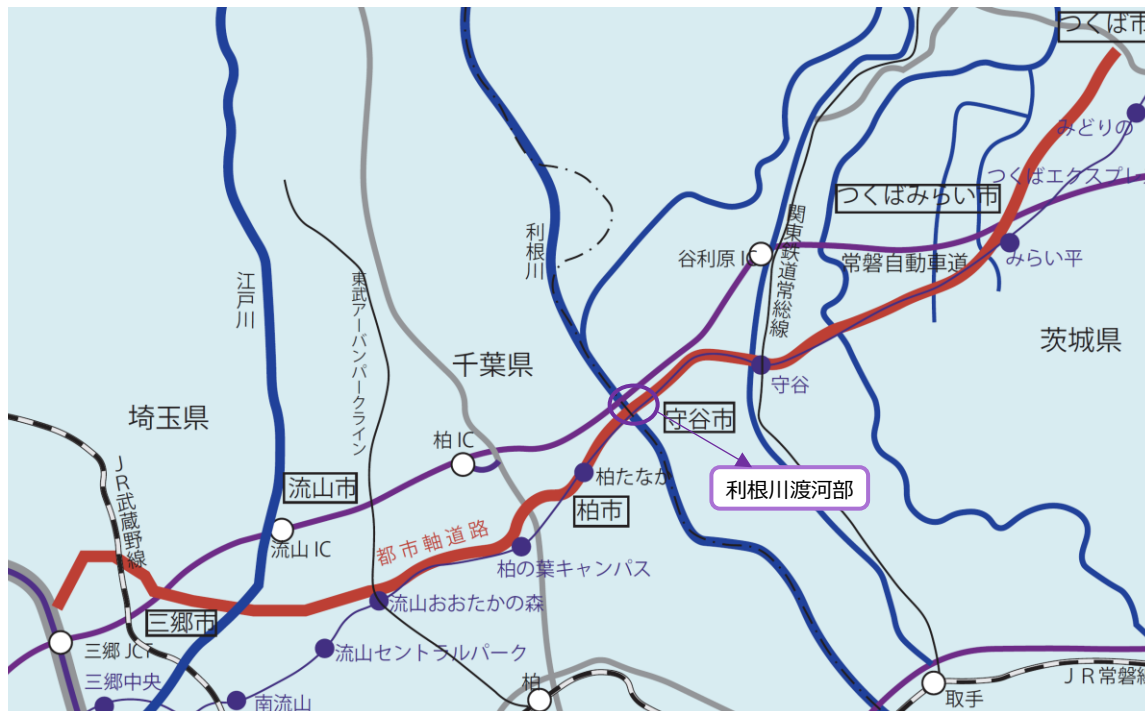 つくば市
みどりの
つくばエクスプレ
つくばみらい市
関東鉄道常総線
利根川
谷利原 IC
常磐自動車道
みらい平
江戸川
東武アーバンパークライン
千葉県
茨城県
埼玉県
守谷
守谷市
柏 IC
柏たなか
利根川渡河部
JR武蔵野線
流山市
柏市
流山 IC
都市軸道路
柏の葉キャンパス
流山おおたかの森
三郷市
三郷 JCT
流山セントラルパーク
三郷中央
南流山
柏
取手
JR常磐線